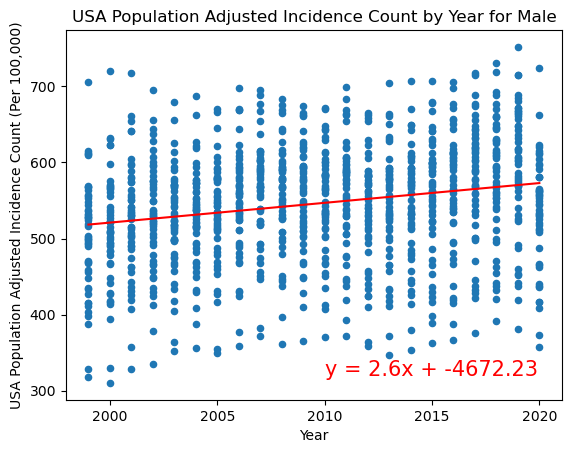 USA Population Adjusted Incidence Count by Year for Male
USA Population Adjusted Incidence Count (Per 100,000)
700
600
500
400
300
y = 2.6x + -4672.23
2000
2005
2010
2015
2020
Year